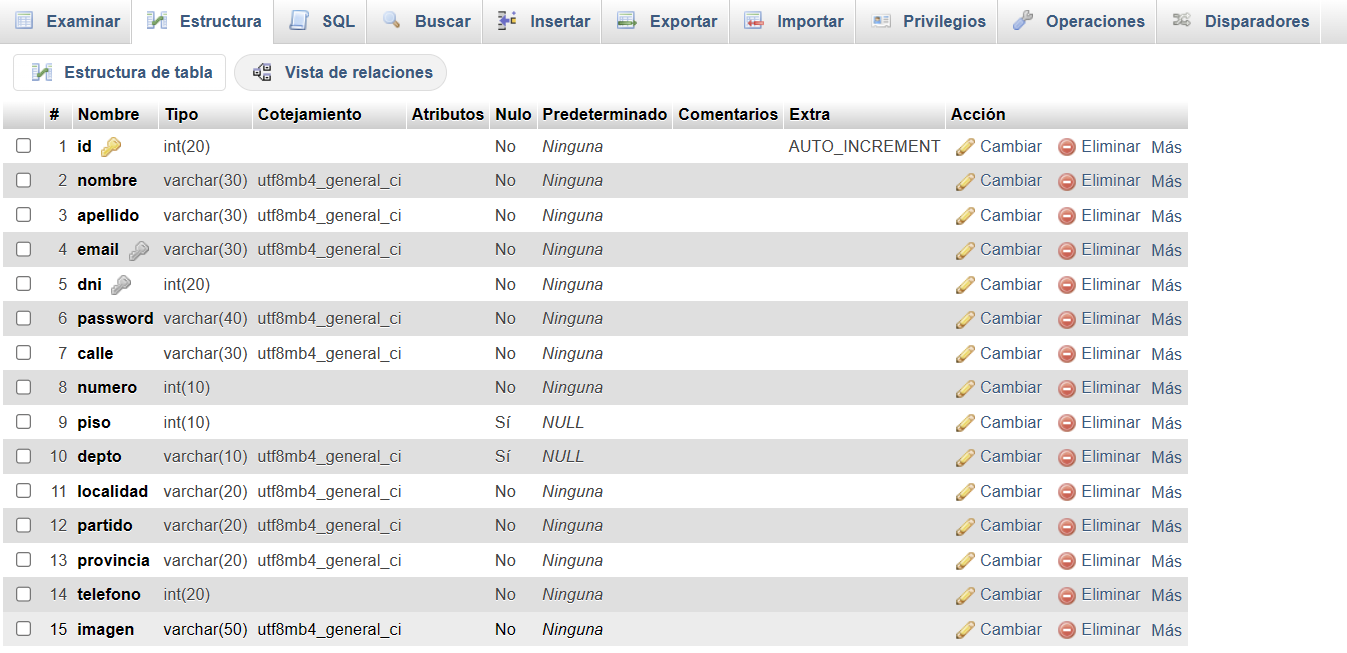 Examinar Estructura SQL Buscar Insertar Exportar Importar Privilegios Operaciones Disparadores
Estructura de tabla Vista de relaciones
# Nombre Tipo Cotejamiento Atributos Nulo Predeterminado Comentarios Extra Acción
1 id int(20) No Ninguna AUTO_INCREMENT Cambiar Eliminar Más
2 nombre varchar(30) utf8mb4_general_ci No Ninguna Cambiar Eliminar Más
3 apellido varchar(30) utf8mb4_general_ci No Ninguna Cambiar Eliminar Más
4 email varchar(30) utf8mb4_general_ci No Ninguna Cambiar Eliminar Más
5 dni int(20) No Ninguna Cambiar Eliminar Más
6 password varchar(40) utf8mb4_general_ci No Ninguna Cambiar Eliminar Más
7 calle varchar(30) utf8mb4_general_ci No Ninguna Cambiar Eliminar Más
8 numero int(10) No Ninguna Cambiar Eliminar Más
9 piso int(10) Sí NULL Cambiar Eliminar Más
10 depto varchar(10) utf8mb4_general_ci Sí NULL Cambiar Eliminar Más
11 localidad varchar(20) utf8mb4_general_ci No Ninguna Cambiar Eliminar Más
12 partido varchar(20) utf8mb4_general_ci No Ninguna Cambiar Eliminar Más
13 provincia varchar(20) utf8mb4_general_ci No Ninguna Cambiar Eliminar Más
14 telefono int(20) No Ninguna Cambiar Eliminar Más
15 imagen varchar(50) utf8mb4_general_ci No Ninguna Cambiar Eliminar Más